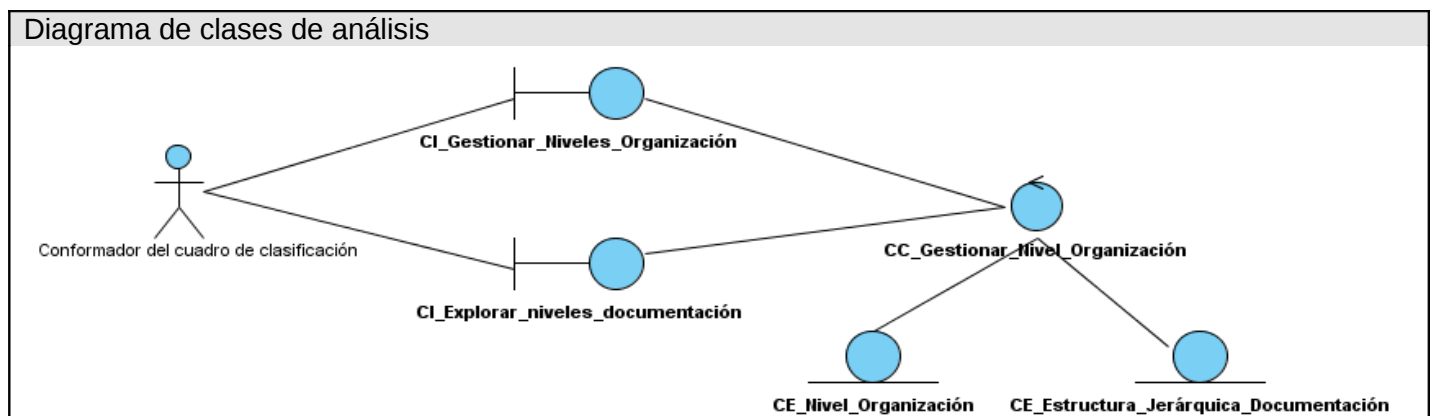 Diagrama de clases de análisis
CI_Gestionar_Niveles_Organización
Conformador del cuadro de clasificación
CC_Gestionar_Nivel_Organización
CI_Explorar_niveles_documentación
CE_Nivel_Organización
CE_Estructura_Jerárquica_Documentación